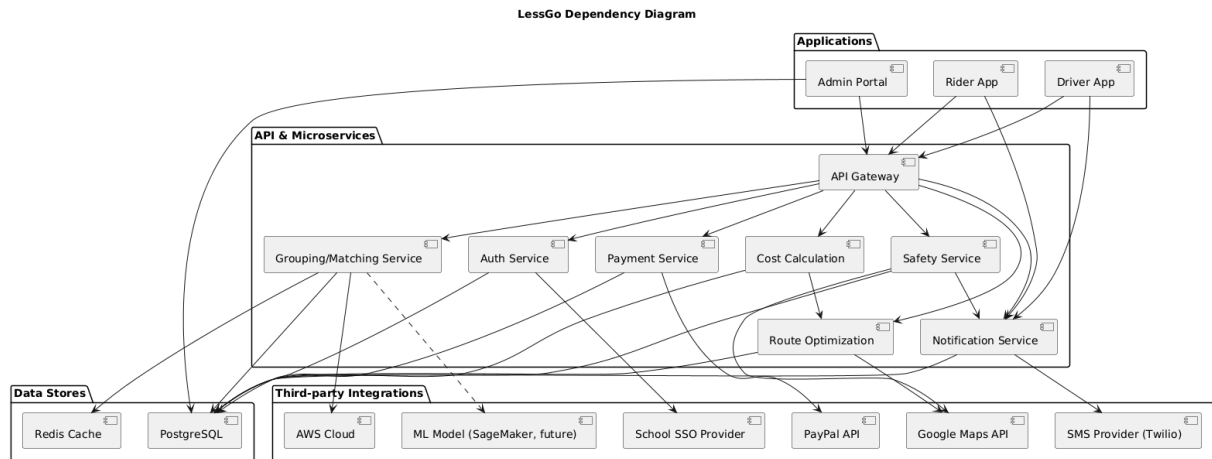 LessGo Dependency Diagram
Applications
Admin Portal
Rider App
Driver App
API & Microservices
API Gateway
Grouping/Matching Service
Auth Service
Payment Service
Cost Calculation
Safety Service
Route Optimization
Notification Service
Data Stores
Redis Cache
PostgreSQL
Third-party Integrations
AWS Cloud
ML Model (SageMaker, future)
School SSO Provider
PayPal API
Google Maps API
SMS Provider (Twilio)